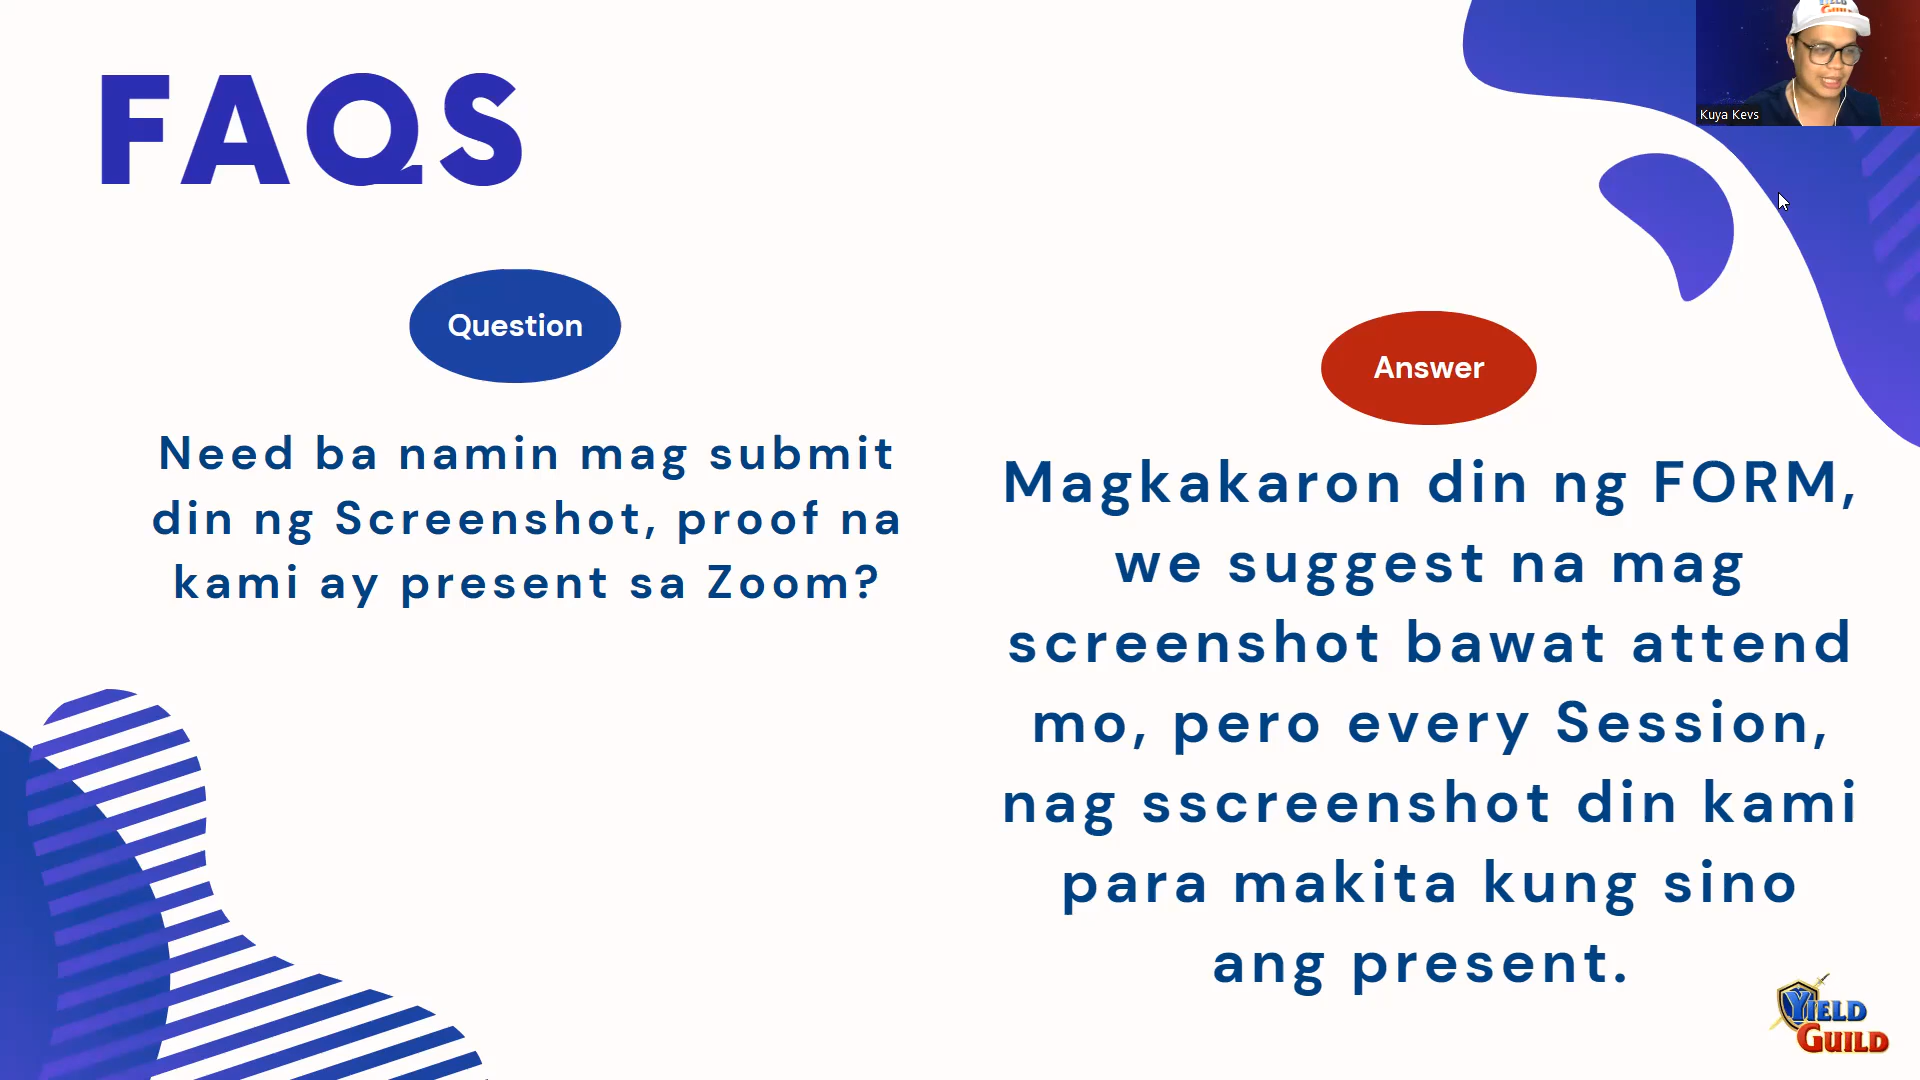 FAQS
Kuya Kevs
Question
Need ba namin mag submit
din ng Screenshot, proof na
kami ay present sa Zoom?
Answer
Magkakaron din ng FORM,
we suggest na mag
screenshot bawat attend
mo, pero every Session,
nag sscreenshot din kami
para makita kung sino
ang present.
YIELD
GUILD